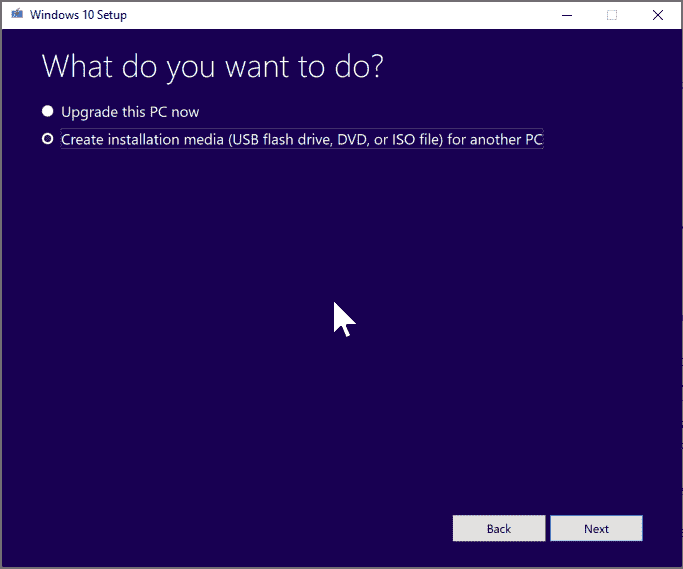 Windows 10 Setup
What do you want to do?
Upgrade this PC now
Create installation media (USB flash drive, DVD, or ISO file) for another PC
Back
Next